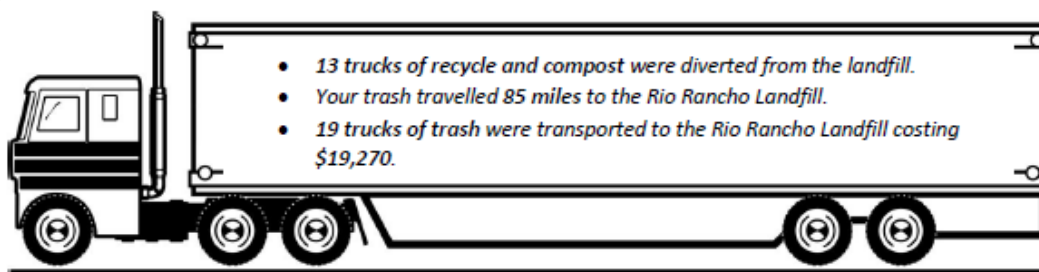 • 13 trucks of recycle and compost were diverted from the landfill.
• Your trash travelled 85 miles to the Rio Rancho Landfill.
• 19 trucks of trash were transported to the Rio Rancho Landfill costing
$19,270.